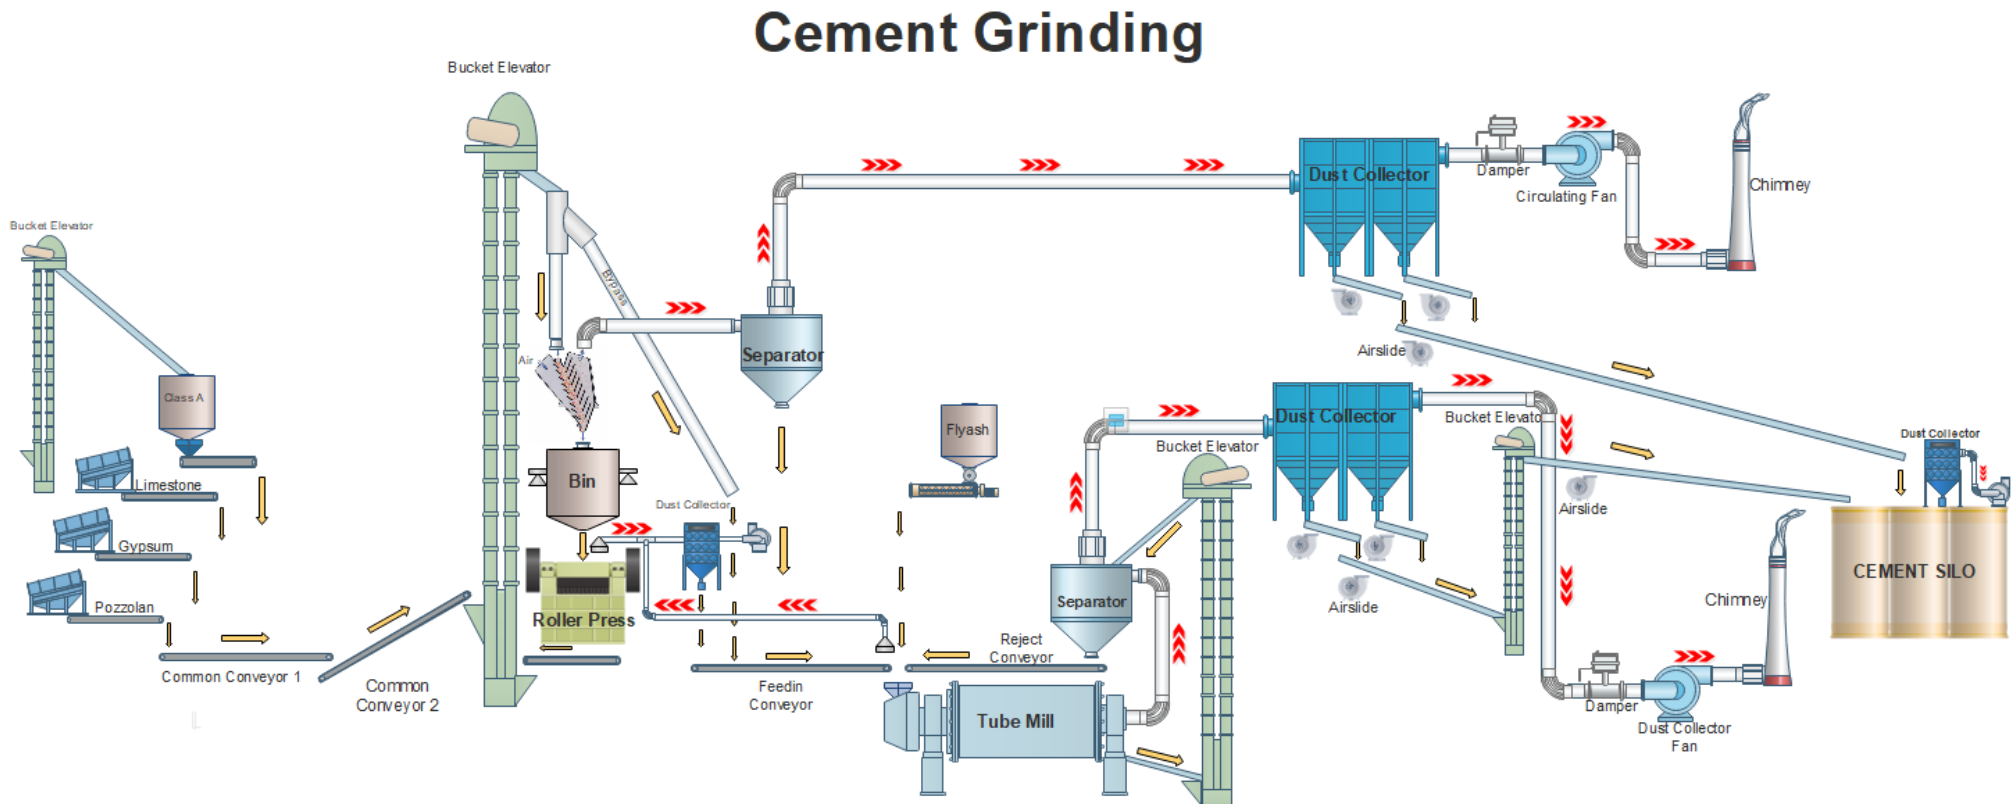 Cement Grinding
Bucket Elevator
Bucket Elevator
Class A
Limestone
Gypsum
Pozzolan
Common Conveyor 1
Common
Conveyor 2
Bypass
Air
Bin
Roller Press
Separator
Dust Collector
Feedin
Conveyor
Flyash
Reject
Conveyor
Tube Mill
Separator
Bucket Elevator
Dust Collector
Damper
Circulating Fan
Chimney
Airslide
Dust Collector
Bucket Elevato
Airslide
Airslide
Damper
Dust Collector
Fan
Chimney
Dust Collector
CEMENT SILO